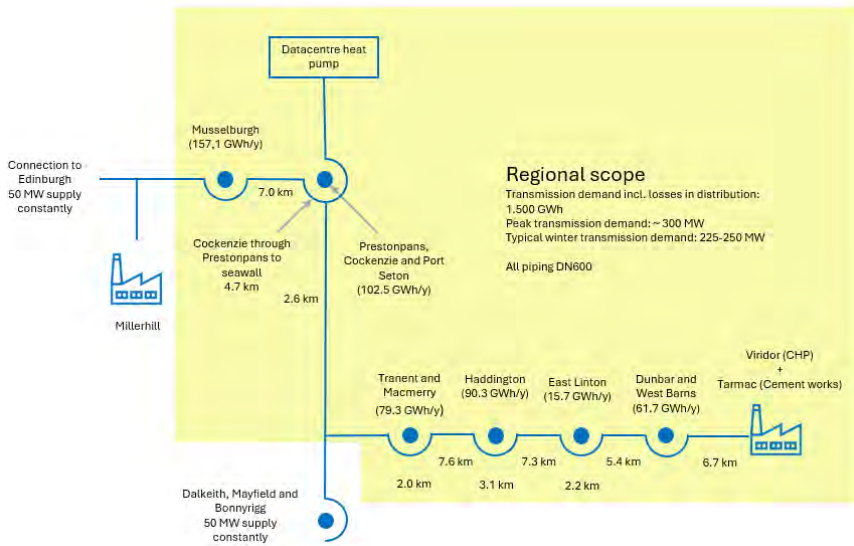 Datacentre heat
pump
Musselburgh
(157,1 GWh/y)
Connection to
Edinburgh
50 MW supply
constantly
7.0 km
Millerhill
Cockenzie through
Prestonpans to
seawall
4.7 km
Prestonpans,
Cockenzie and Port
Seton
(102.5 GWh/y)
2.6 km
Regional scope
Transmission demand incl. losses in distribution:
1.500 GWh
Peak transmission demand: ~ 300 MW
Typical winter transmission demand: 225-250 MW
All piping DN600
Tranent and
Macmerry
(79.3 GWh/y)
Haddington
(90.3 GWh/y)
East Linton
(15.7 GWh/y)
Dunbar and
West Barns
(61.7 GWh/y)
Viridor (CHP)
+
Tarmac (Cement works)
7.6 km
7.3 km
5.4 km
6.7 km
2.0 km
3.1 km
2.2 km
Dalkeith, Mayfield and
Bonnyrigg
50 MW supply
constantly